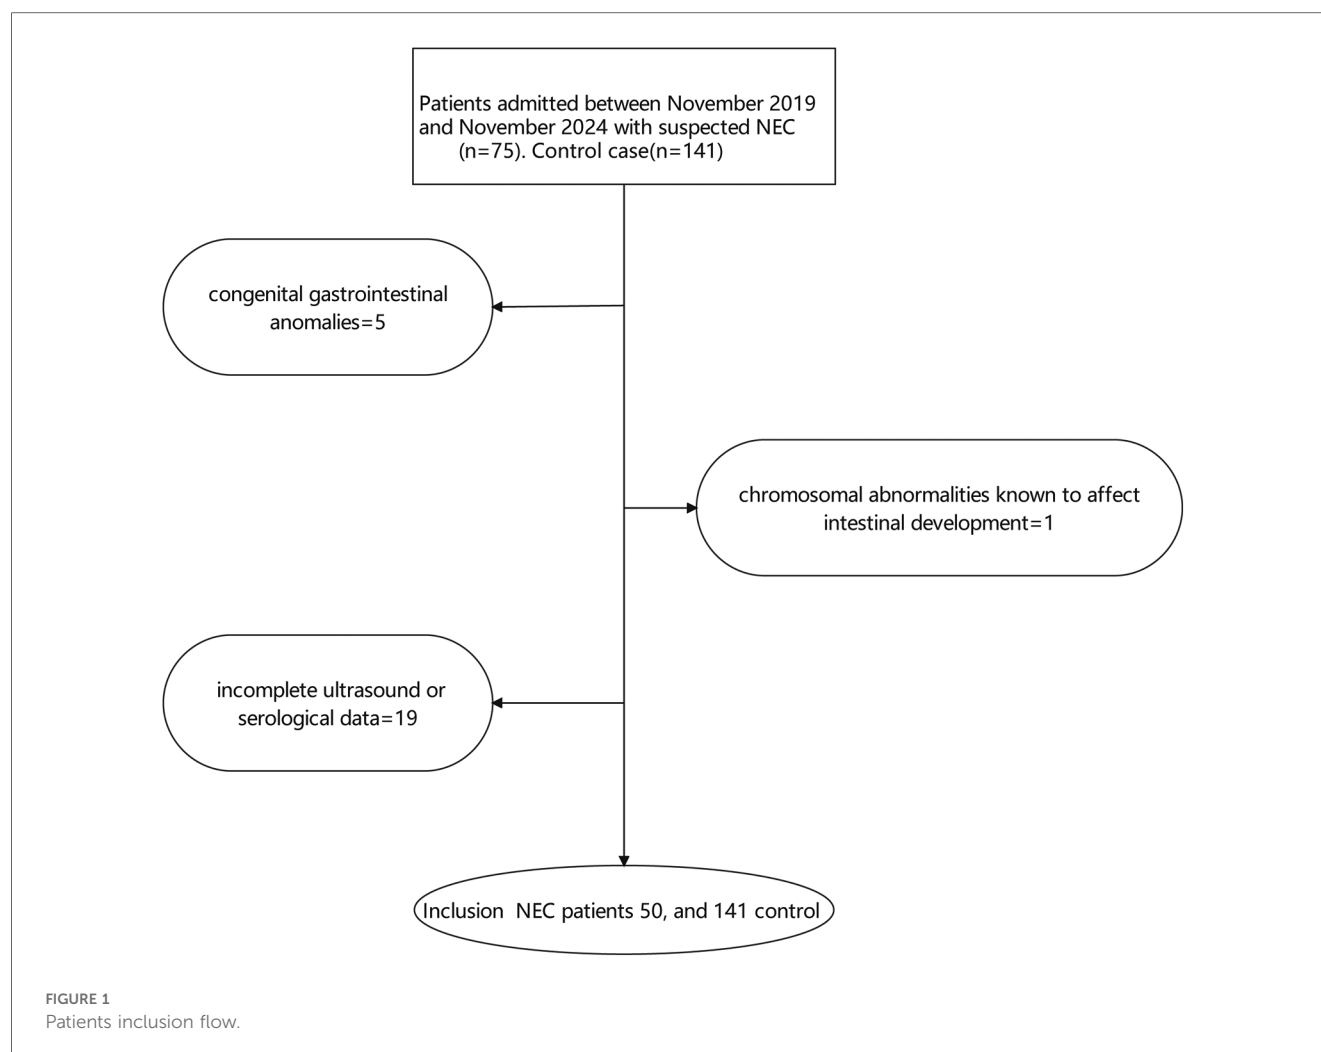 Patients admitted between November 2019
and November 2024 with suspected NEC
(n=75). Control case(n=141)
congenital gastrointestinal
anomalies=5
chromosomal abnormalities known to affect
intestinal development=1
incomplete ultrasound or
serological data=19
Inclusion  NEC patients 50, and 141 control
FIGURE 1
Patients inclusion flow.